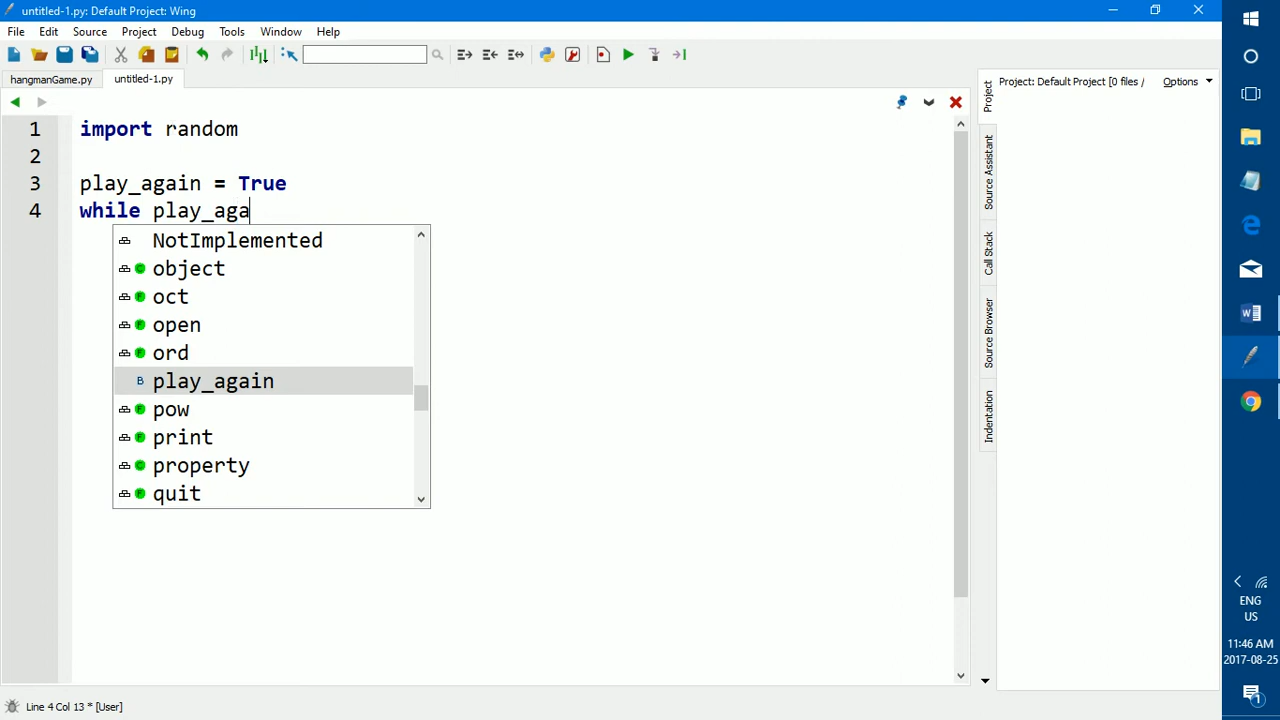 untitled-1.py: Default Project: Wing
File Edit Source Project Debug Tools Window Help
hangmanGame.py untitled-1.py
Project: Default Project [0 files / Options
Project
Source Assistant
Call Stack
Source Browser
Indentation
1 import random
2
3 play_again = True
4 while play_aga
NotImplemented
object
oct
open
ord
B play_again
pow
print
property
quit
Line 4 Col 13 * [User]
ENG
US
11:46 AM
2017-08-25
1